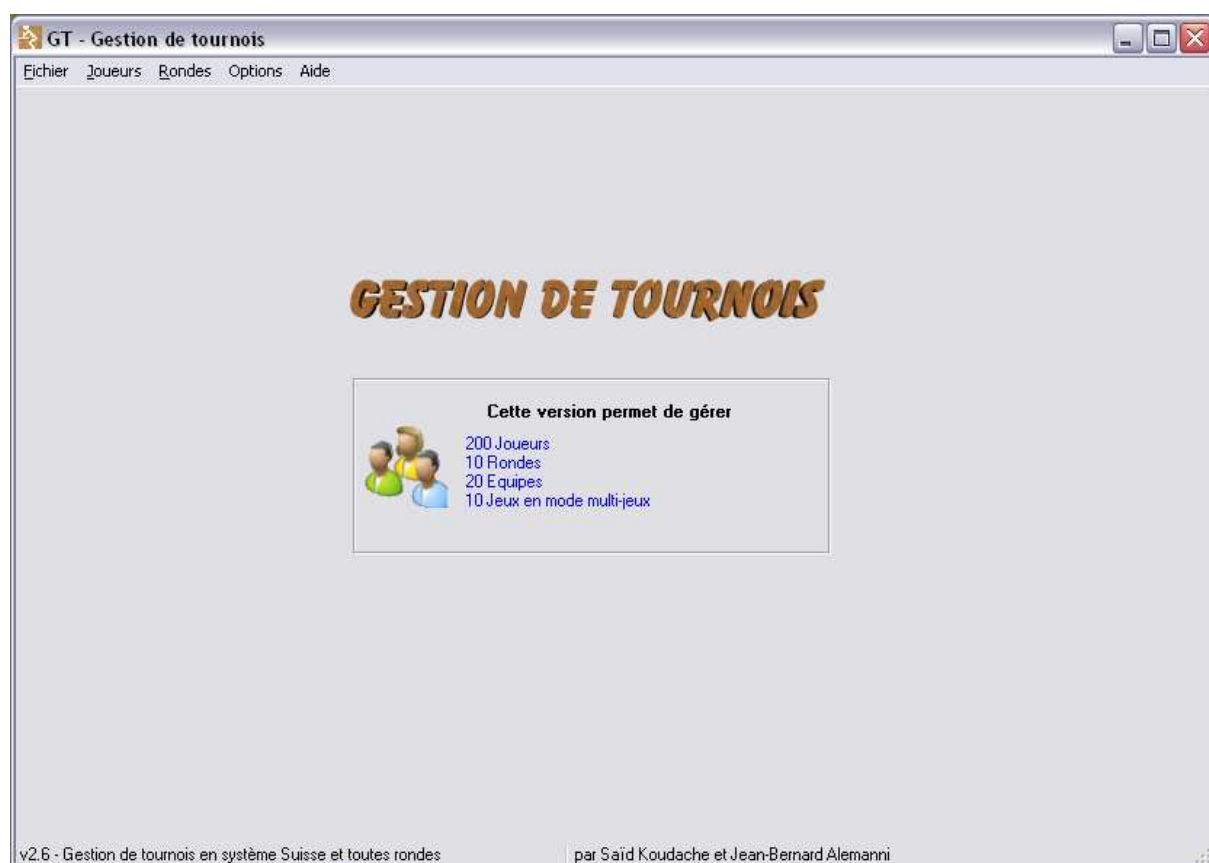 GT - Gestion de tournois
Fichier Joueurs Rondes Options Aide
GESTION DE TOURNOIS
Cette version permet de gérer
200 Joueurs
10 Rondes
20 Equipes
10 Jeux en mode multi-jeux
v2.6 - Gestion de tournois en système Suisse et toutes rondes par Saïd Koudache et Jean-Bernard Alemanni